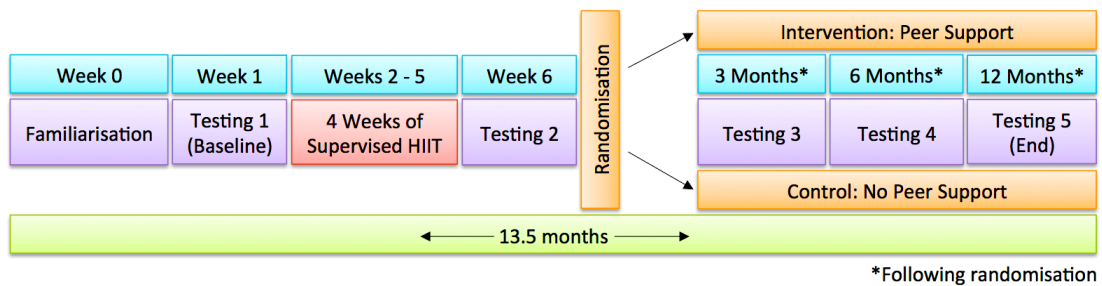 Intervention: Peer Support
Week 0
Week 1
Weeks 2 - 5
Week 6
Randomisation
3 Months*
6 Months*
12 Months*
Familiarisation
Testing 1
(Baseline)
4 Weeks of
Supervised HIIT
Testing 2
Testing 3
Testing 4
Testing 5
(End)
Control: No Peer Support
13.5 months
*Following randomisation